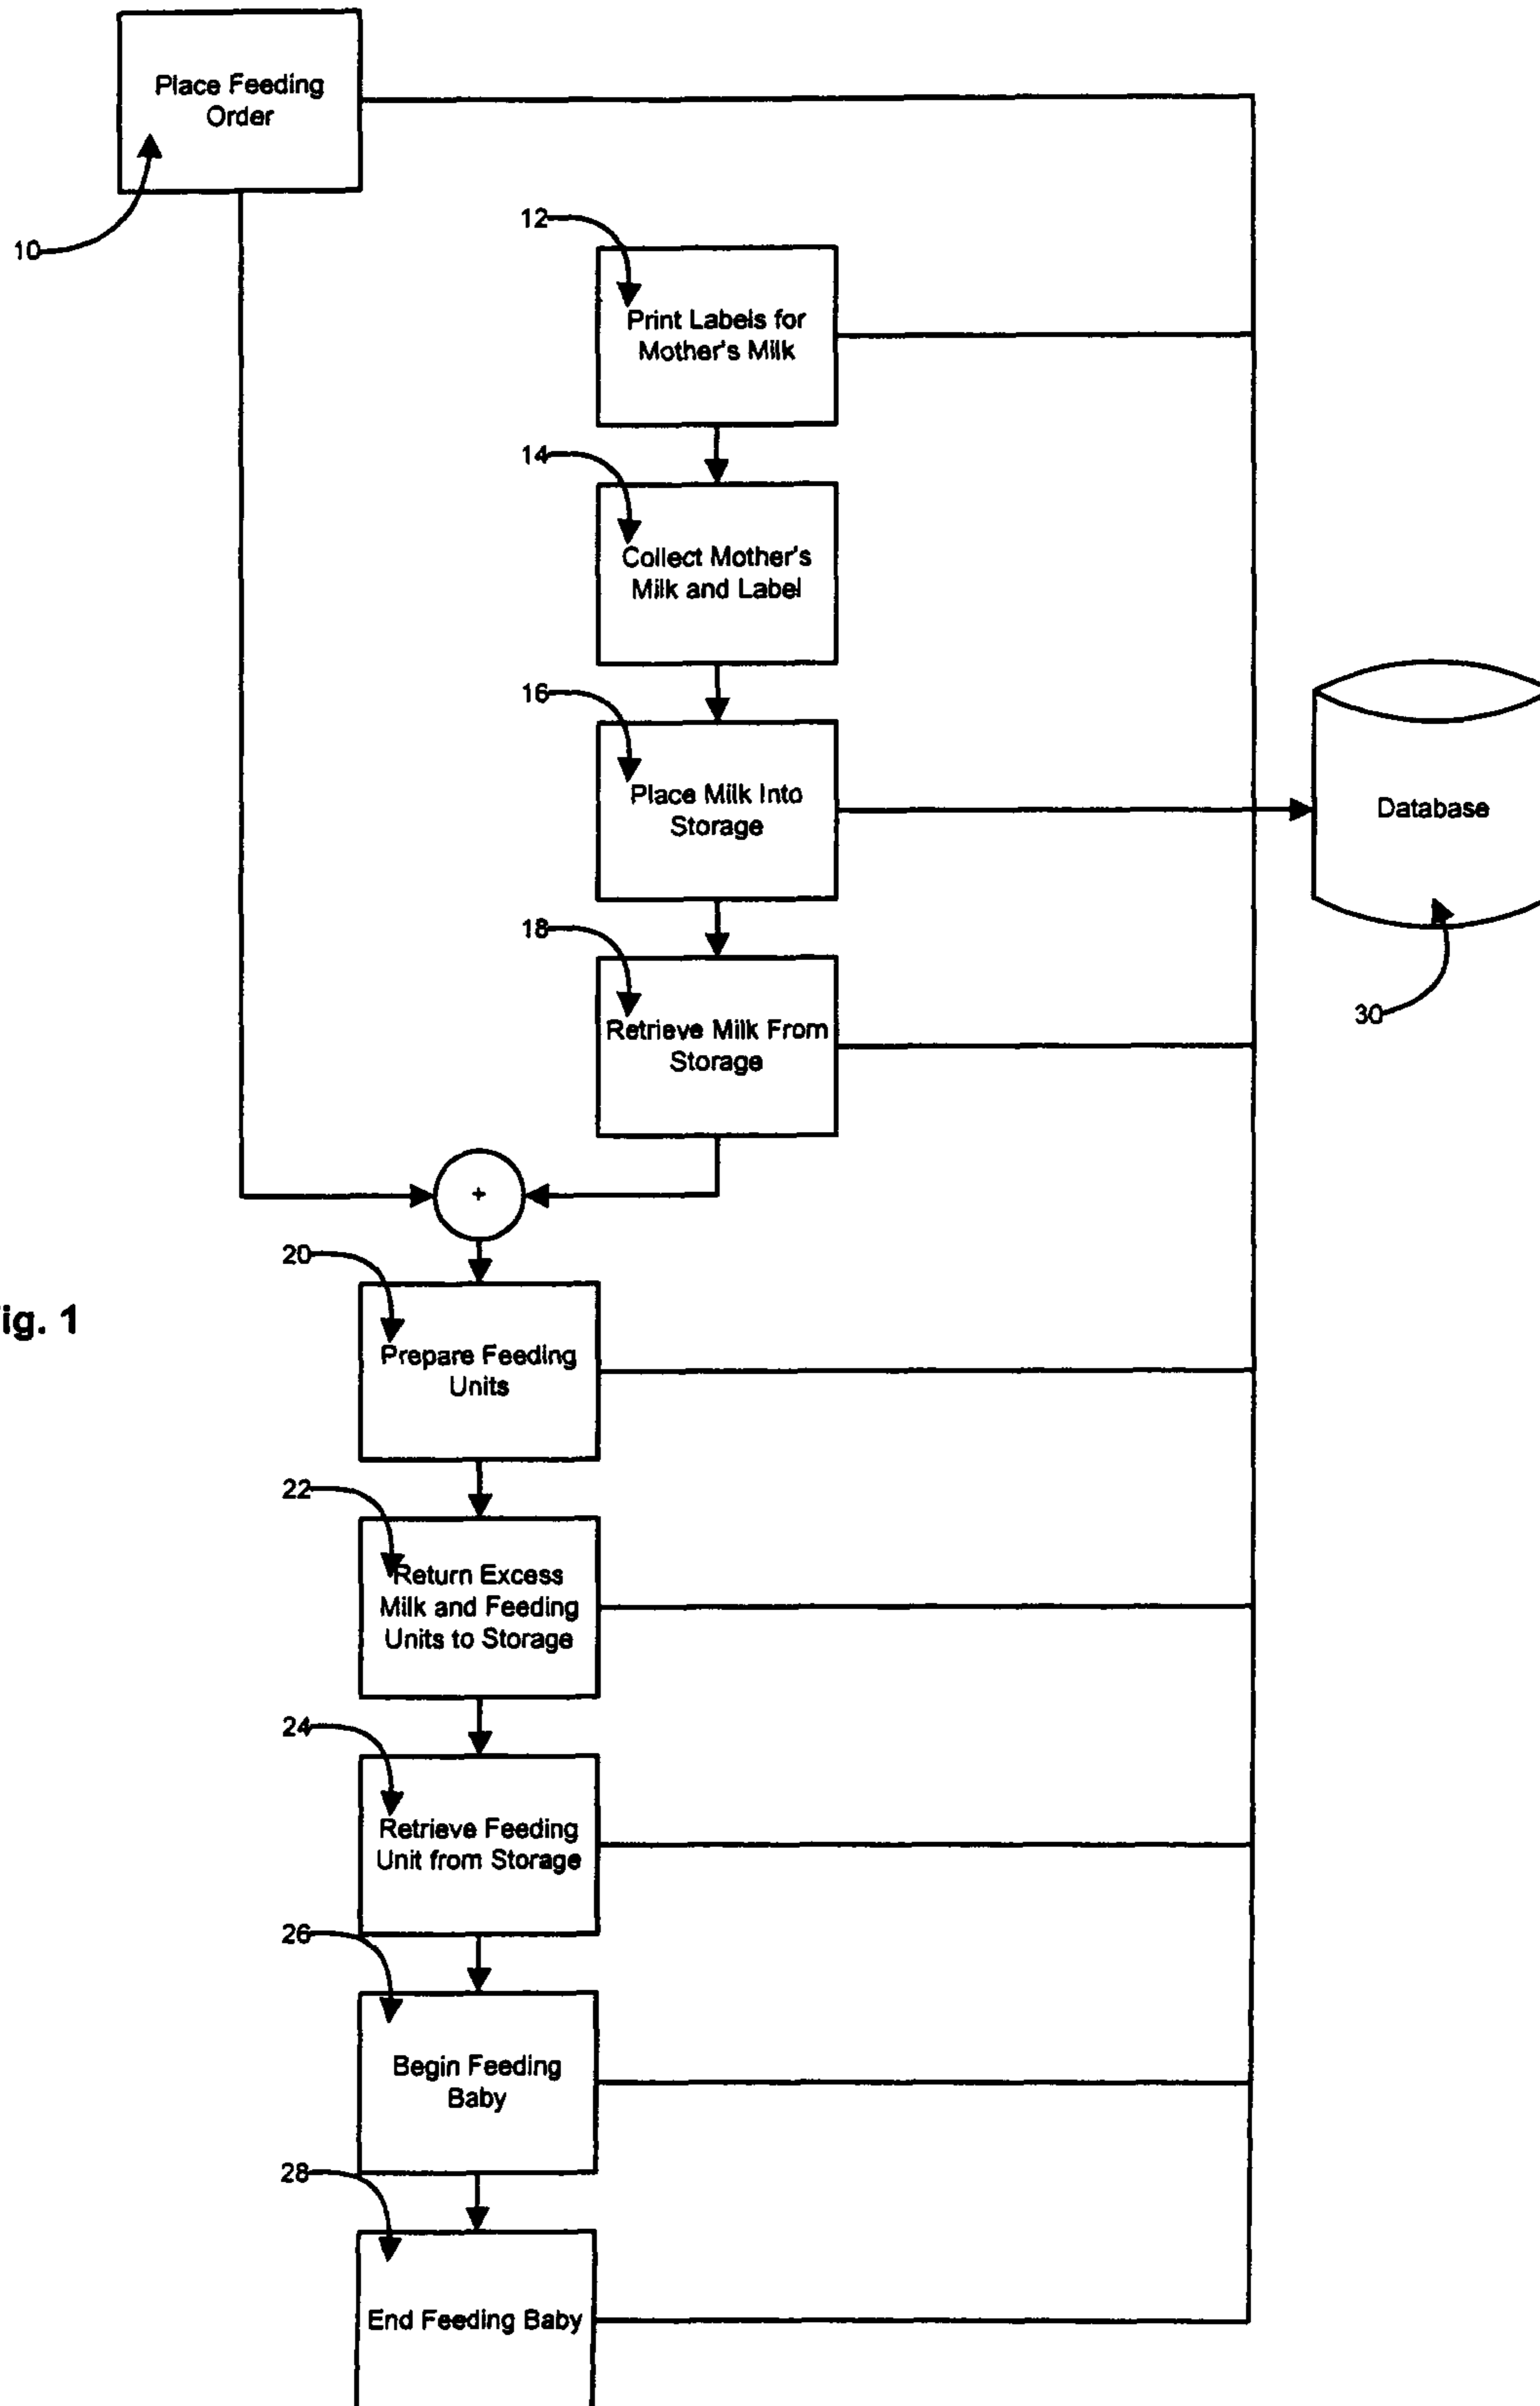 Place Feeding
Order
10
12
Print Labels for
Mother's Milk
14
Collect Mother's
Milk and Label
16
Place Milk Into
Storage
Database
18
30
Retrieve Milk From
Storage
+
20
ig. 1
Prepare Feeding
Units
22
Return Excess
Milk and Feeding
Units to Storage
24
Retrieve Feeding
Unit from Storage
26
Begin Feeding
Baby
28
End Feeding Baby